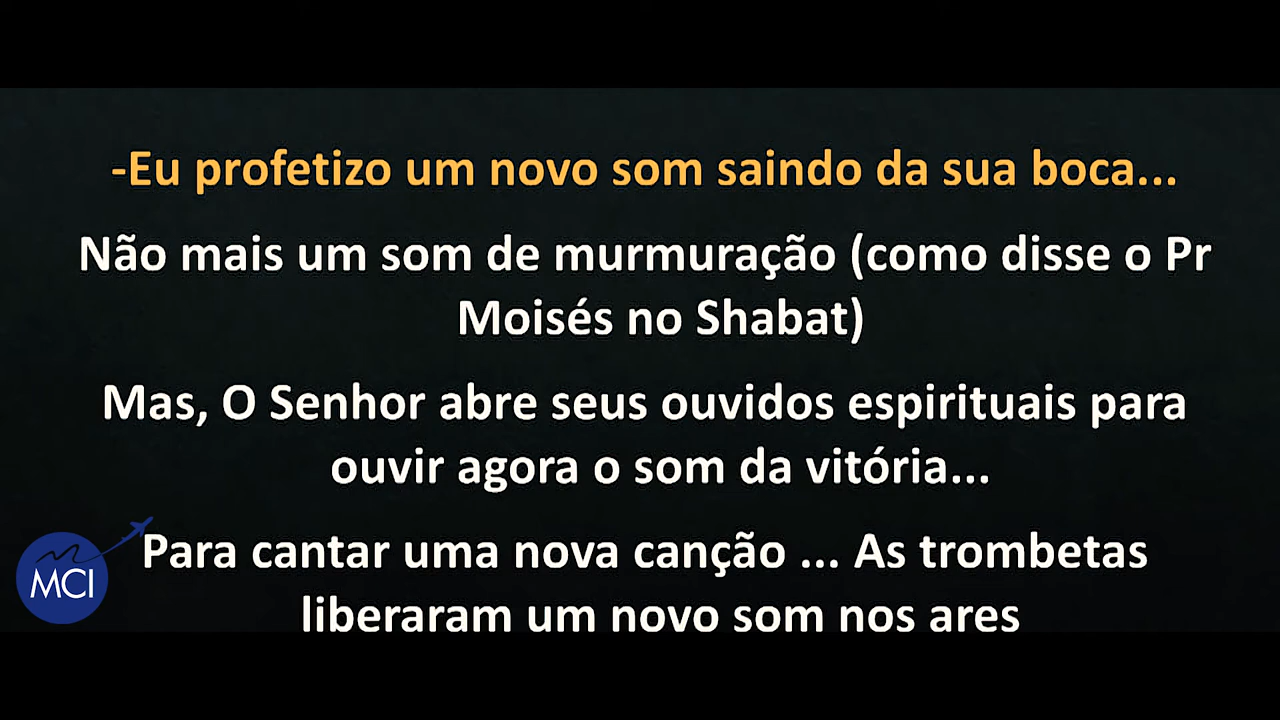 -Eu profetizo um novo som saindo da sua boca...
Não mais um som de murmuração (como disse o Pr
Moisés no Shabat)
Mas, O Senhor abre seus ouvidos espirituais para
ouvir agora o som da vitória...
Para cantar uma nova canção ... As trombetas
liberaram um novo som nos ares
MCI